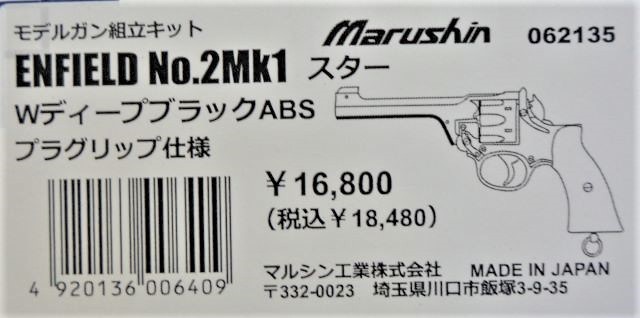 モデルガン組立キット
Marushin 062135
ENFIELD No.2Mk1 スター
WディープブラックABS
プラグリップ仕様
￥16,800
(税込￥18,480)
4 920136 006409
マルシン工業株式会社 MADE IN JAPAN
〒332-0023 埼玉県川口市飯塚3-9-35